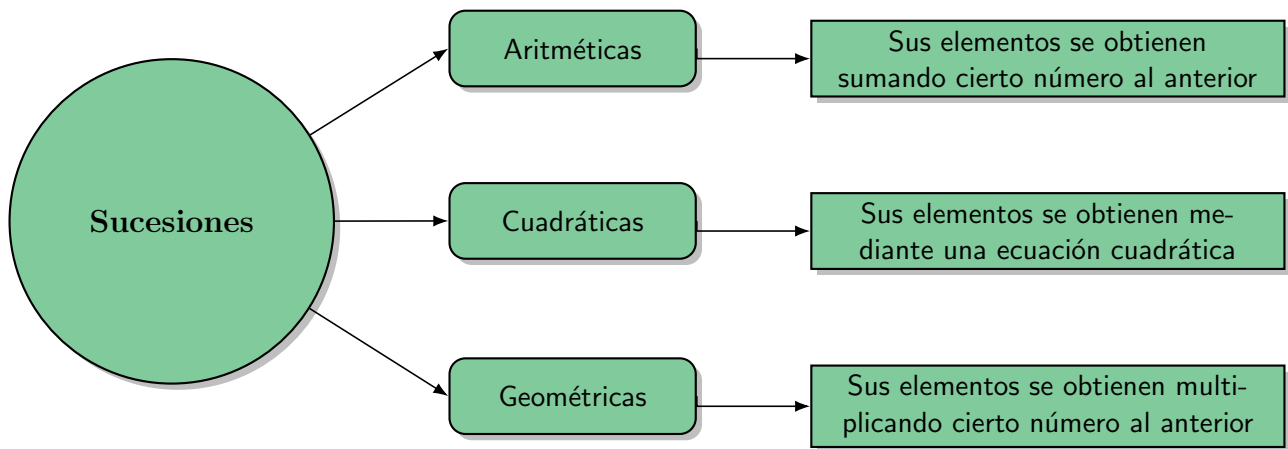 Sucesiones
Aritméticas
Sus elementos se obtienen
sumando cierto número al anterior
Cuadráticas
Sus elementos se obtienen me-
diante una ecuación cuadrática
Geométricas
Sus elementos se obtienen multi-
plicando cierto número al anterior